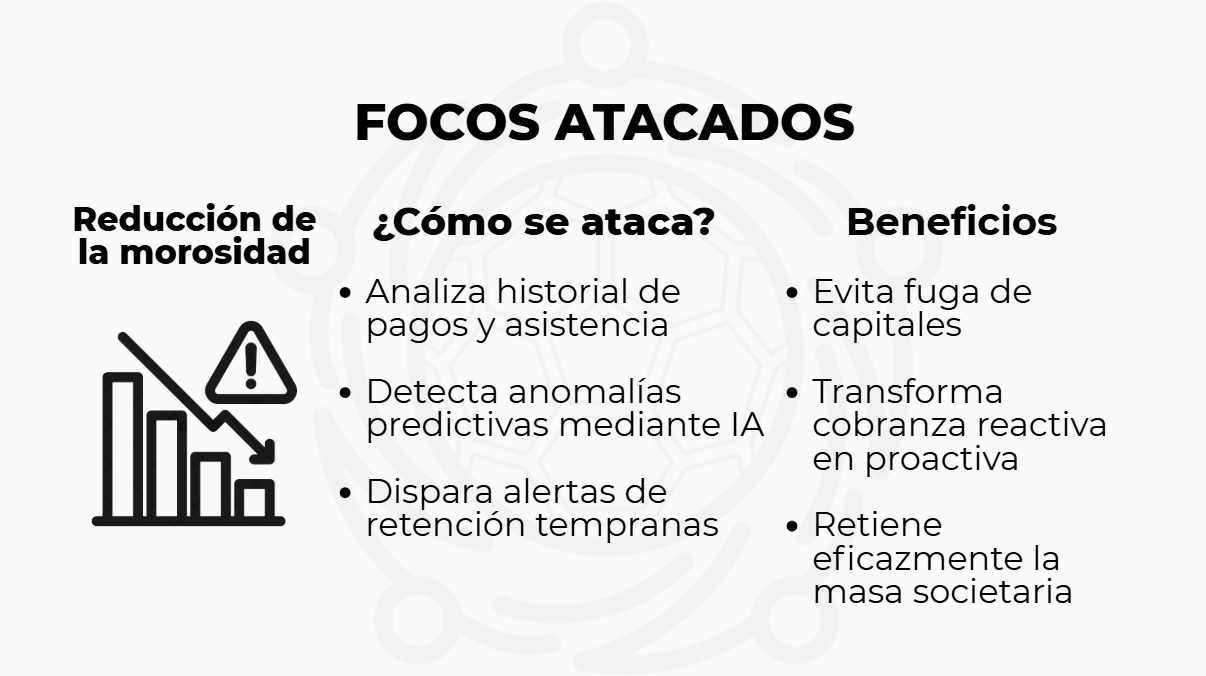 FOCOS ATACADOS
Reducción de
la morosidad
¿Cómo se ataca?
• Analiza historial de
pagos y asistencia
• Detecta anomalías
predictivas mediante IA
• Dispara alertas de
retención tempranas
Beneficios
• Evita fuga de
capitales
• Transforma
cobranza reactiva
en proactiva
• Retiene
eficazmente la
masa societaria